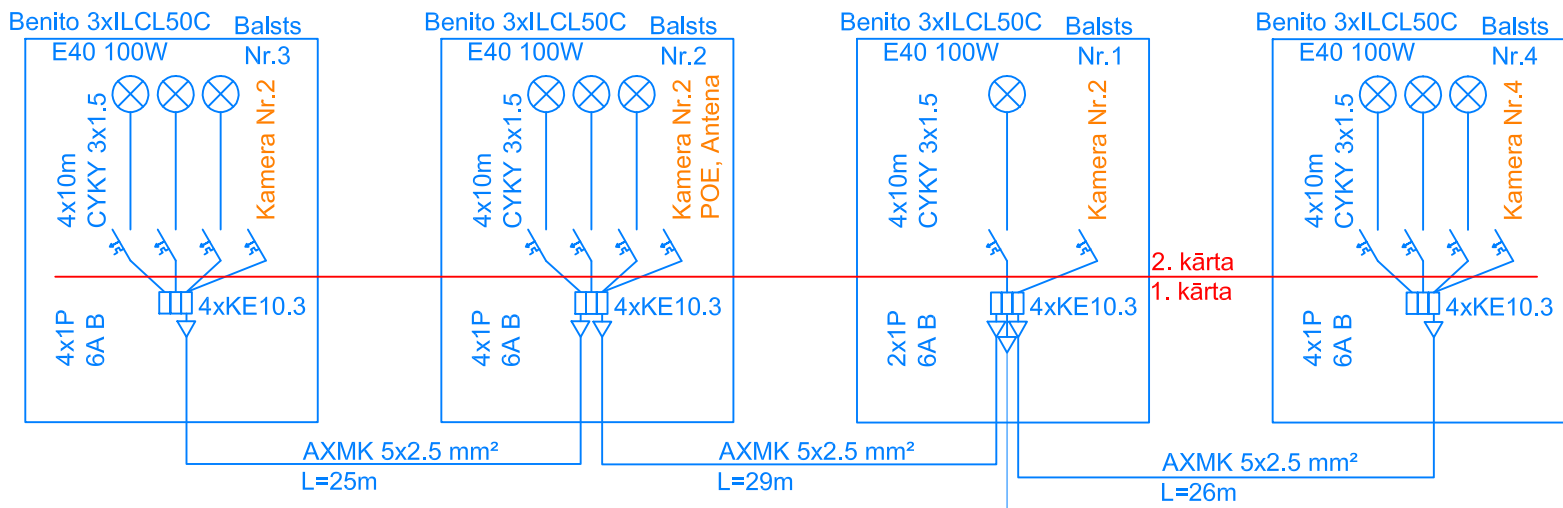 Benito 3xILCL50C
Balsts
Nr.3
E40 100W
4x10m
CYKY 3x1.5
Kamera Nr.2
4xKE10.3
4x1P
6A B
Benito 3xILCL50C
Balsts
Nr.2
E40 100W
4x10m
CYKY 3x1.5
Kamera Nr.2
POE, Antena
4xKE10.3
4x1P
6A B
Benito 3xILCL50C
Balsts
Nr.1
E40 100W
4x10m
CYKY 3x1.5
Kamera Nr.2
4xKE10.3
2x1P
6A B
2. kārta
1. kārta
Benito 3xILCL50C
Balsts
Nr.4
E40 100W
4x10m
CYKY 3x1.5
Kamera Nr.4
4xKE10.3
4x1P
6A B
AXMK 5x2.5 mm²
L=25m
AXMK 5x2.5 mm²
L=29m
AXMK 5x2.5 mm²
L=26m